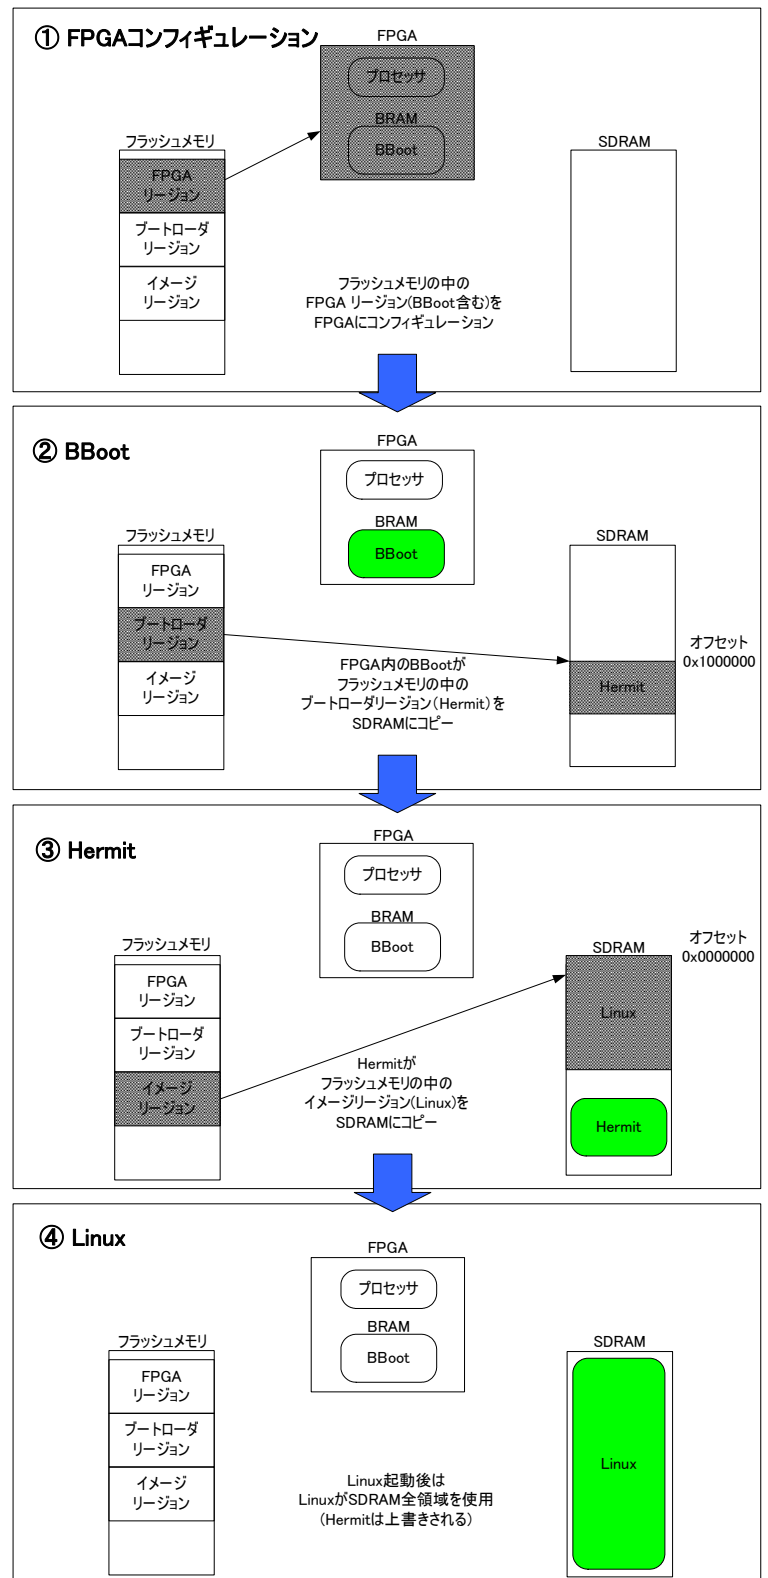 ① FPGAコンフィギュレーション
FPGA
プロセッサ
BRAM
BBoot
フラッシュメモリ
FPGA
リージョン
ブートローダ
リージョン
イメージ
リージョン
SDRAM
フラッシュメモリの中の
FPGA リージョン(BBoot含む)を
FPGAにコンフィギュレーション
② BBoot
FPGA
プロセッサ
BRAM
BBoot
フラッシュメモリ
FPGA
リージョン
ブートローダ
リージョン
イメージ
リージョン
SDRAM
オフセット
0x1000000
Hermit
FPGA内のBBootが
フラッシュメモリの中の
ブートローダリージョン(Hermit)を
SDRAMにコピー
③ Hermit
FPGA
プロセッサ
BRAM
BBoot
フラッシュメモリ
FPGA
リージョン
ブートローダ
リージョン
イメージ
リージョン
SDRAM
オフセット
0x0000000
Linux
Hermit
Hermitが
フラッシュメモリの中の
イメージリージョン(Linux)を
SDRAMにコピー
④ Linux
FPGA
プロセッサ
BRAM
BBoot
フラッシュメモリ
FPGA
リージョン
ブートローダ
リージョン
イメージ
リージョン
SDRAM
Linux
Linux起動後は
LinuxがSDRAM全領域を使用
(Hermitは上書きされる)